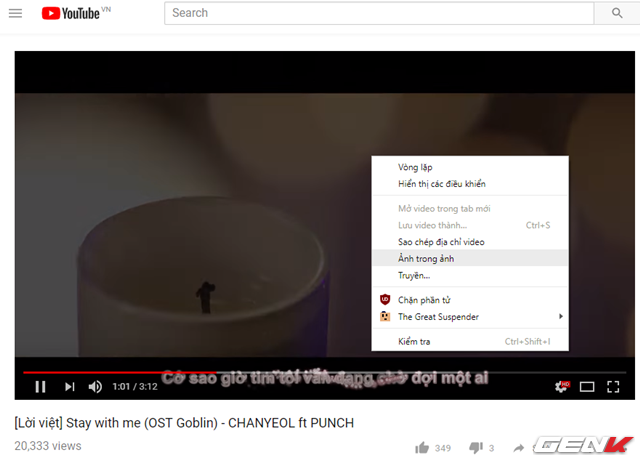 YouTube VN
Search
Vòng lặp
Hiển thị các điều khiển
Mở video trong tab mới
Lưu video thành... Ctrl+S
Sao chép địa chỉ video
Ảnh trong ảnh
Truyền...
Chặn phần tử
The Great Suspender
Kiểm tra Ctrl+Shift+I
Có sao giờ tim tôi vẫn đang chờ đợi một ai
1:01 / 3:12
HD
[Lời việt] Stay with me (OST Goblin) - CHANYEOL ft PUNCH
20,333 views
349 3
GENK